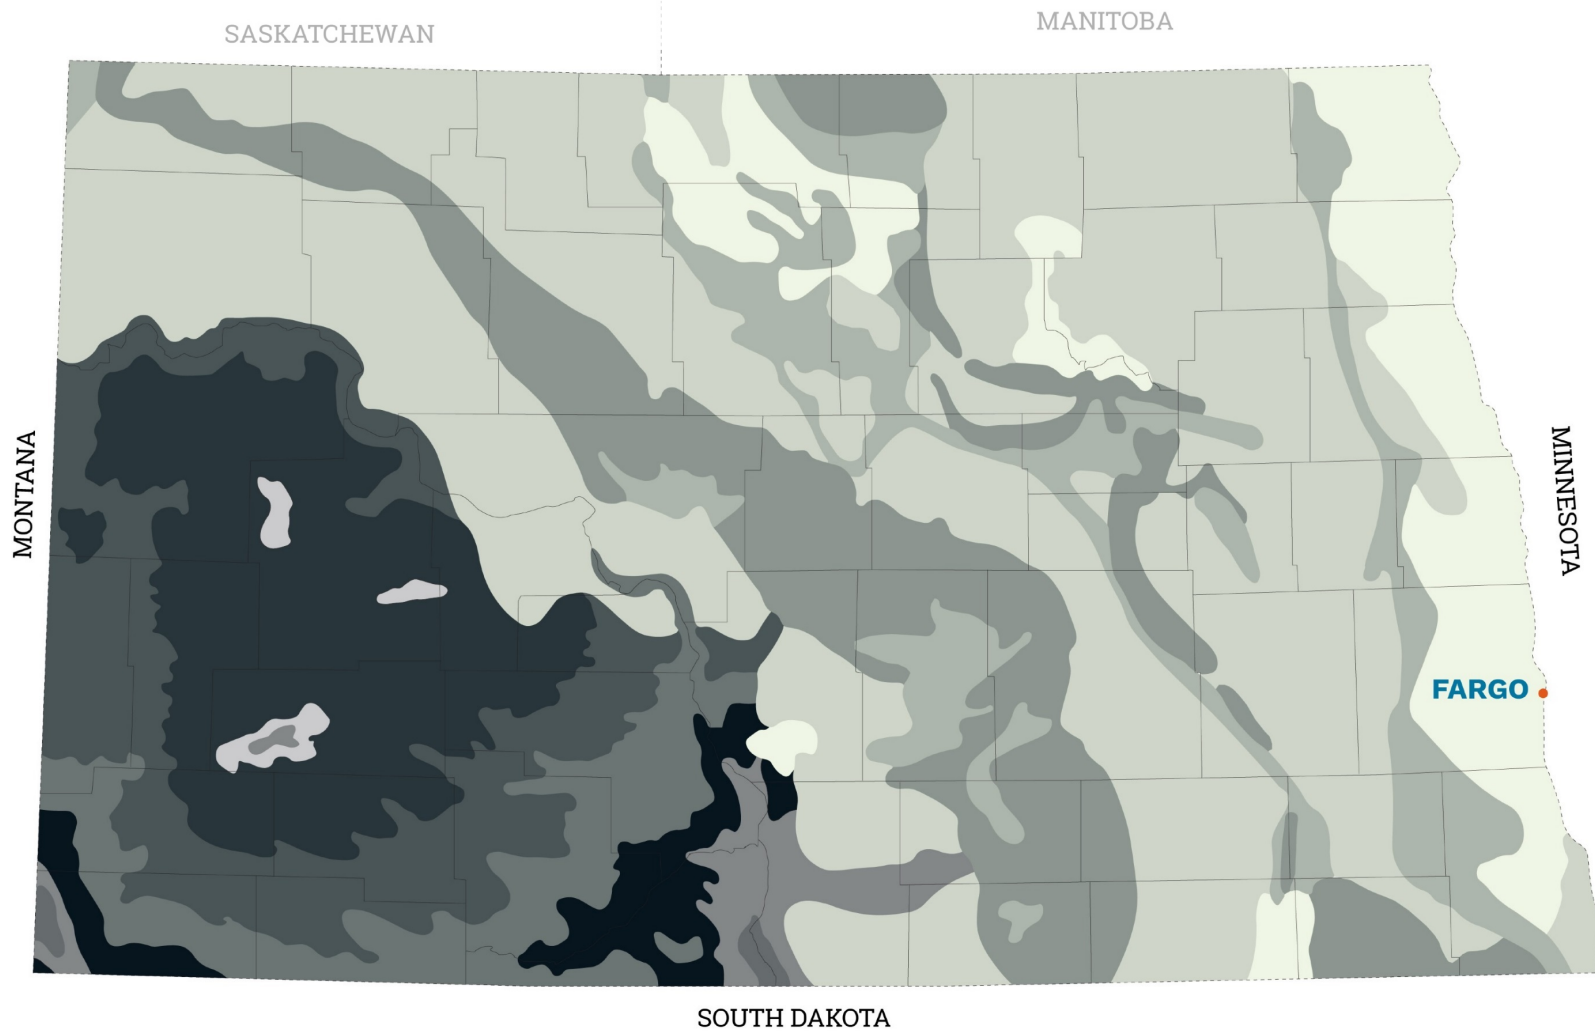 SASKATCHEWAN
MANITOBA
MONTANA
MINNESOTA
FARGO
SOUTH DAKOTA